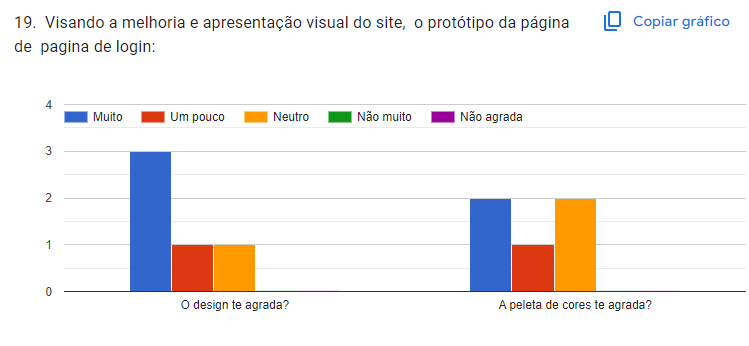 19. Visando a melhoria e apresentação visual do site, o protótipo da página
de pagina de login:
Copiar gráfico
4
Muito Um pouco Neutro Não muito Não agrada
3
2
1
0
O design te agrada? A peleta de cores te agrada?